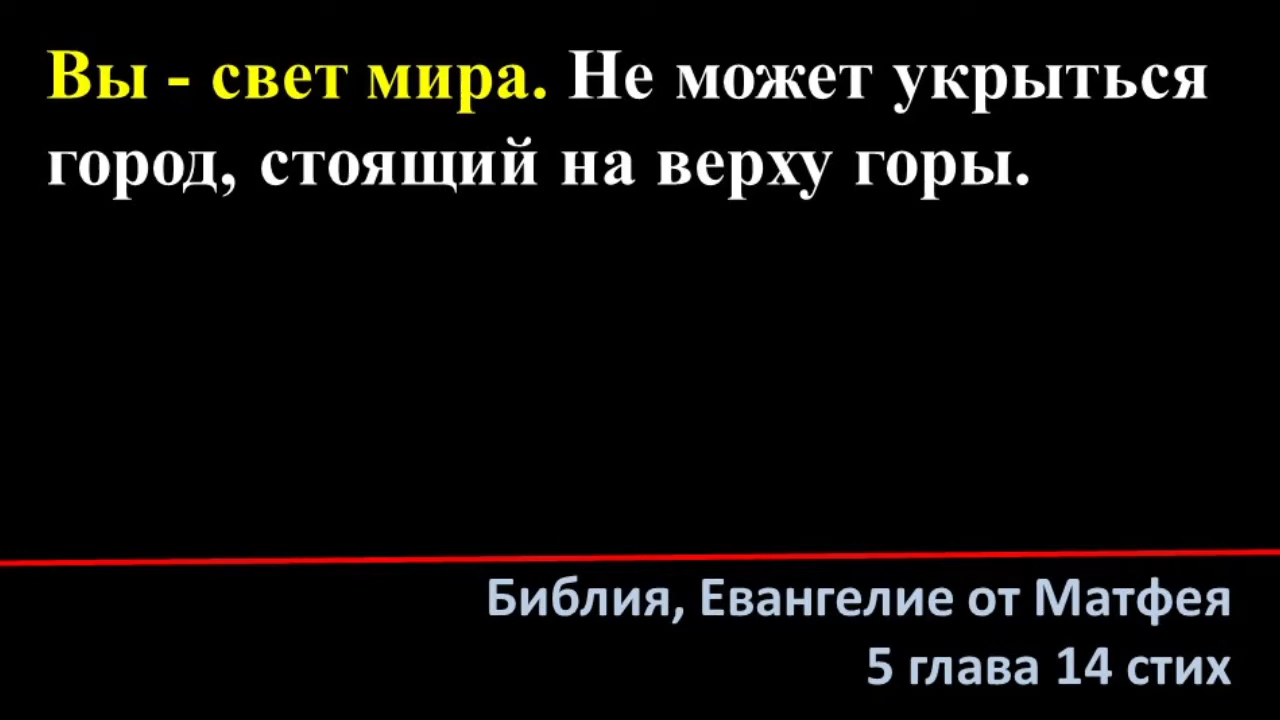 Вы - свет мира. Не может укрыться
город, стоящий на верху горы.
Библия, Евангелие от Матфея
5 глава 14 стих